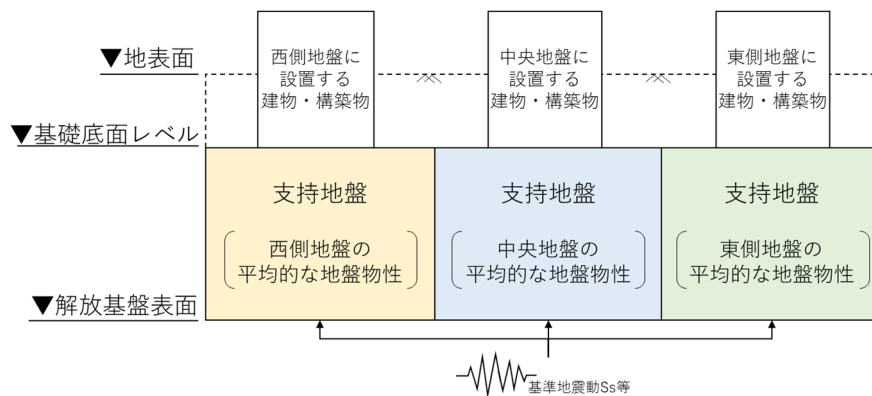 ▼地表面
西側地盤に
設置する
建物・構築物
中央地盤に
設置する
建物・構築物
東側地盤に
設置する
建物・構築物
▼基礎底面レベル
支持地盤
西側地盤の
平均的な地盤物性
支持地盤
中央地盤の
平均的な地盤物性
支持地盤
東側地盤の
平均的な地盤物性
▼解放基盤表面
基準地震動Ss等